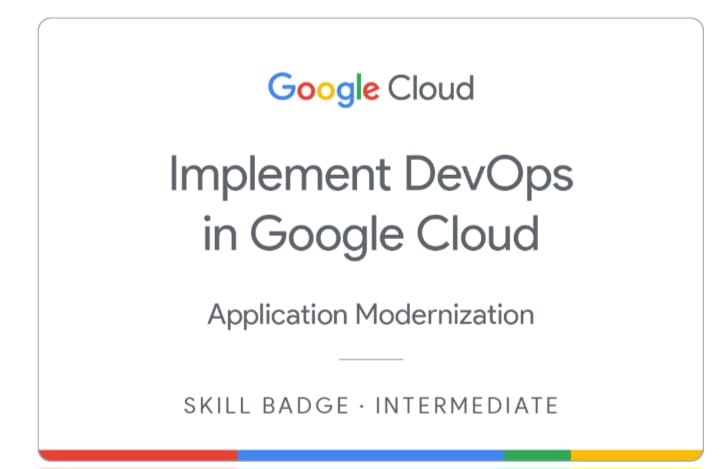 Google Cloud
Implement DevOps
in Google Cloud
Application Modernization
SKILL BADGE · INTERMEDIATE